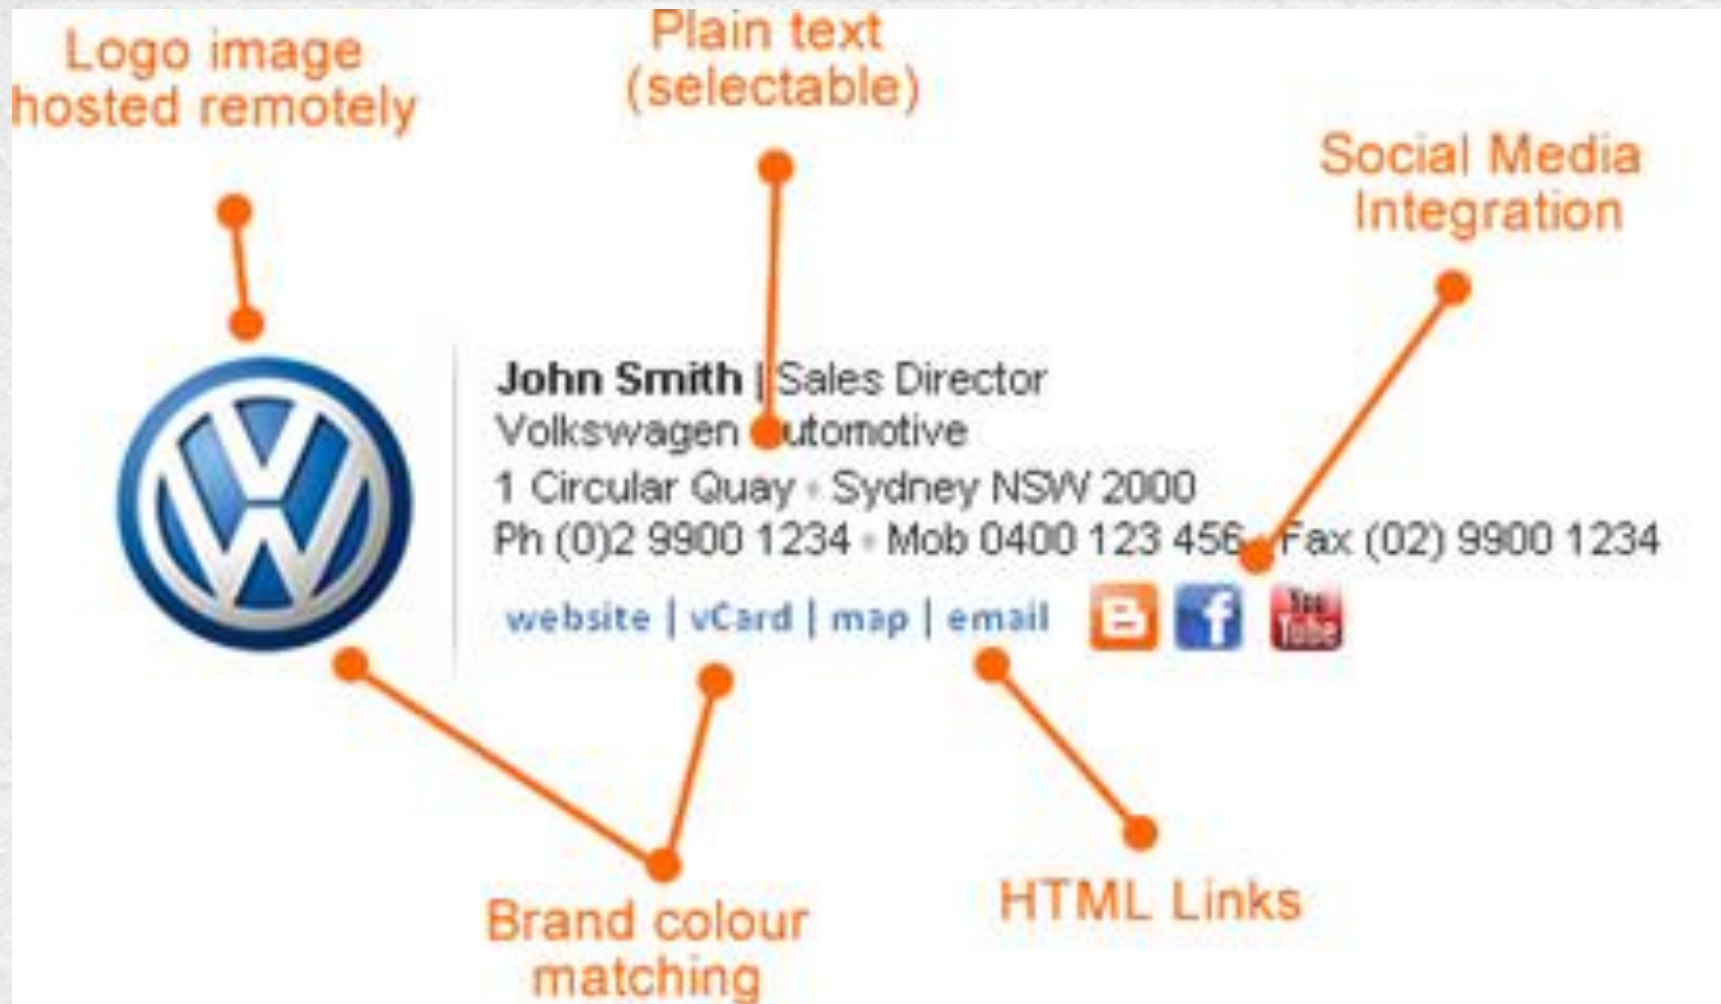 Logo image
hosted remotely
Plain text
(selectable)
Social Media
Integration
John Smith | Sales Director
Volkswagen utomotive
1 Circular Quay • Sydney NSW 2000
Ph (0)2 9900 1234 • Mob 0400 123 456 Fax (02) 9900 1234
website | vCard | map | email
B f You
Tube
Brand colour
matching
HTML Links